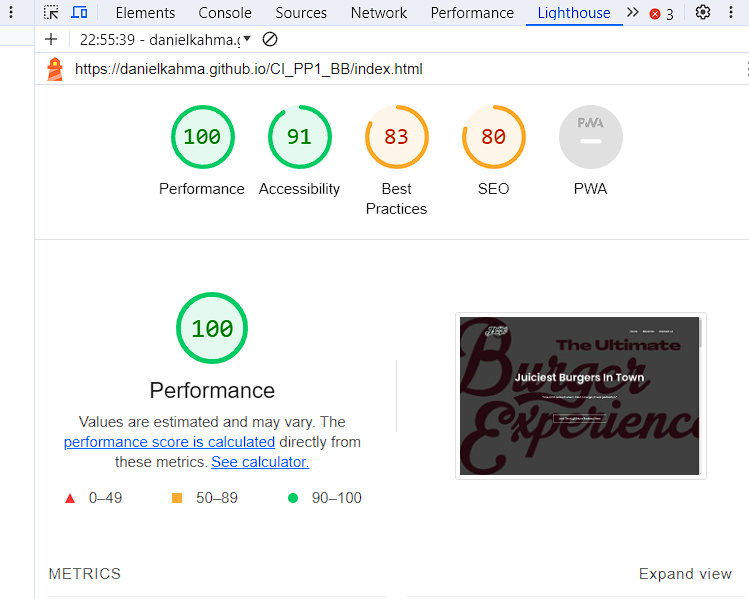 Elements Console Sources Network Performance Lighthouse 3
22:55:39 - danielkahma.g
https://danielkahma.github.io/CI_PP1_BB/index.html
100 91 83 80 PWA
Performance Accessibility Best Practices SEO PWA
100
Performance
Values are estimated and may vary. The
performance score is calculated directly from
these metrics. See calculator.
0–49 50–89 90–100
The Ultimate
Burger
Experience
Juiciest Burgers In Town
METRICS Expand view